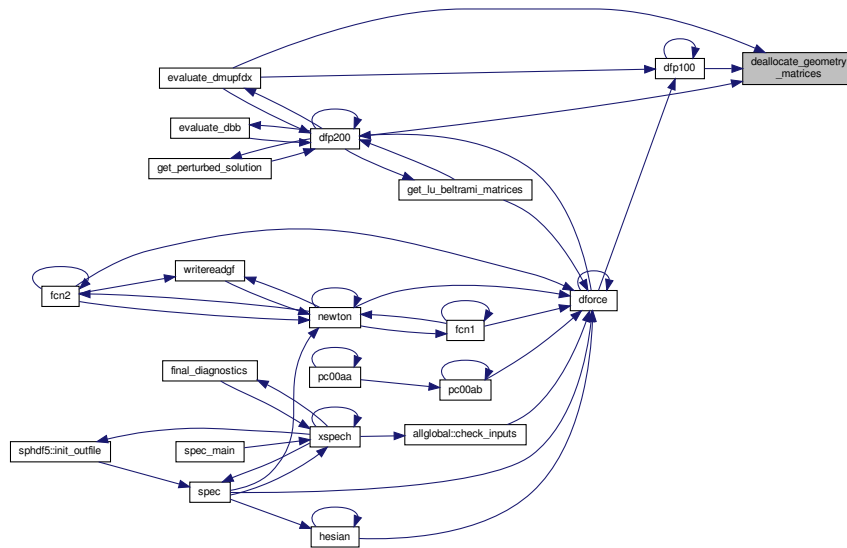 deallocate_geometry
_matrices
dfp100
evaluate_dmupfdx
evaluate_dbb
dfp200
get_perturbed_solution
get_lu_beltrami_matrices
writereadgf
fcn2
dforce
newton
fcn1
final_diagnostics
pc00aa
pc00ab
xspech
allglobal::check_inputs
sphdf5::init_outfile
spec_main
spec
hesian